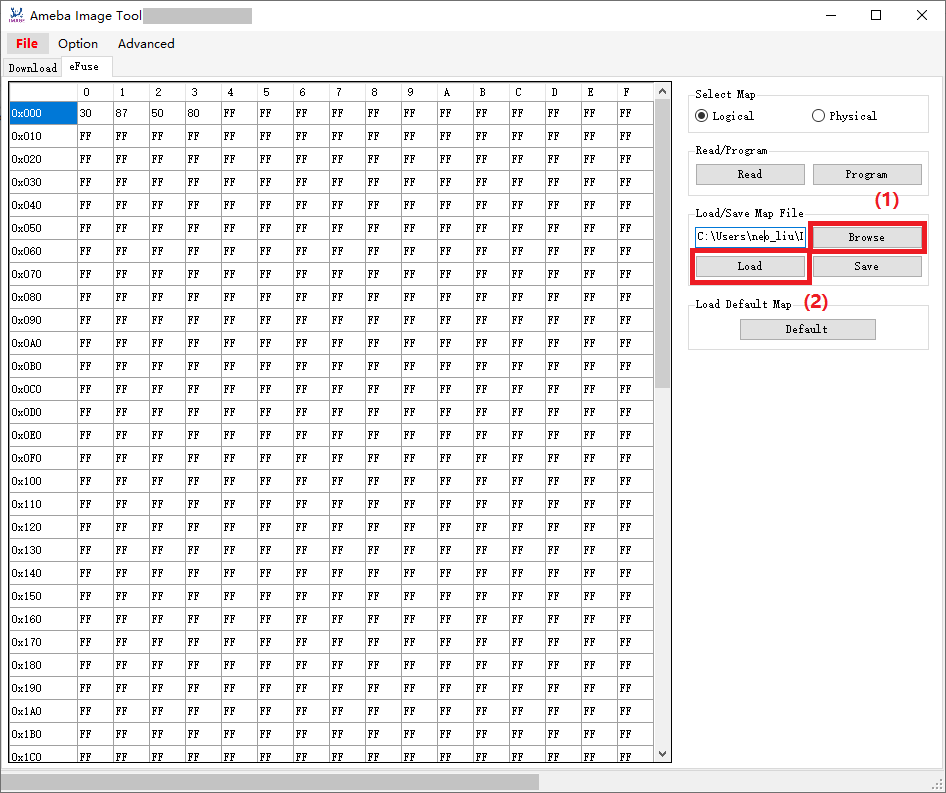 Ameba Image Tool
File Option Advanced
Download eFuse
0 1 2 3 4 5 6 7 8 9 A B C D E F
0x000 30 87 50 80 FF FF FF FF FF FF FF FF FF FF FF FF
0x010 FF FF FF FF FF FF FF FF FF FF FF FF FF FF FF FF
0x020 FF FF FF FF FF FF FF FF FF FF FF FF FF FF FF FF
0x030 FF FF FF FF FF FF FF FF FF FF FF FF FF FF FF FF
0x040 FF FF FF FF FF FF FF FF FF FF FF FF FF FF FF FF
0x050 FF FF FF FF FF FF FF FF FF FF FF FF FF FF FF FF
0x060 FF FF FF FF FF FF FF FF FF FF FF FF FF FF FF FF
0x070 FF FF FF FF FF FF FF FF FF FF FF FF FF FF FF FF
0x080 FF FF FF FF FF FF FF FF FF FF FF FF FF FF FF FF
0x090 FF FF FF FF FF FF FF FF FF FF FF FF FF FF FF FF
0x0A0 FF FF FF FF FF FF FF FF FF FF FF FF FF FF FF FF
0x0B0 FF FF FF FF FF FF FF FF FF FF FF FF FF FF FF FF
0x0C0 FF FF FF FF FF FF FF FF FF FF FF FF FF FF FF FF
0x0D0 FF FF FF FF FF FF FF FF FF FF FF FF FF FF FF FF
0x0E0 FF FF FF FF FF FF FF FF FF FF FF FF FF FF FF FF
0x0F0 FF FF FF FF FF FF FF FF FF FF FF FF FF FF FF FF
0x100 FF FF FF FF FF FF FF FF FF FF FF FF FF FF FF FF
0x110 FF FF FF FF FF FF FF FF FF FF FF FF FF FF FF FF
0x120 FF FF FF FF FF FF FF FF FF FF FF FF FF FF FF FF
0x130 FF FF FF FF FF FF FF FF FF FF FF FF FF FF FF FF
0x140 FF FF FF FF FF FF FF FF FF FF FF FF FF FF FF FF
0x150 FF FF FF FF FF FF FF FF FF FF FF FF FF FF FF FF
0x160 FF FF FF FF FF FF FF FF FF FF FF FF FF FF FF FF
0x170 FF FF FF FF FF FF FF FF FF FF FF FF FF FF FF FF
0x180 FF FF FF FF FF FF FF FF FF FF FF FF FF FF FF FF
0x190 FF FF FF FF FF FF FF FF FF FF FF FF FF FF FF FF
0x1A0 FF FF FF FF FF FF FF FF FF FF FF FF FF FF FF FF
0x1B0 FF FF FF FF FF FF FF FF FF FF FF FF FF FF FF FF
0x1C0 FF FF FF FF FF FF FF FF FF FF FF FF FF FF FF FF
Select Map
Logical Physical
Read/Program
Read Program
(1)
Load/Save Map File
C:\Users\neo_liu\I Browse
Load Save
Load Default Map (2)
Default